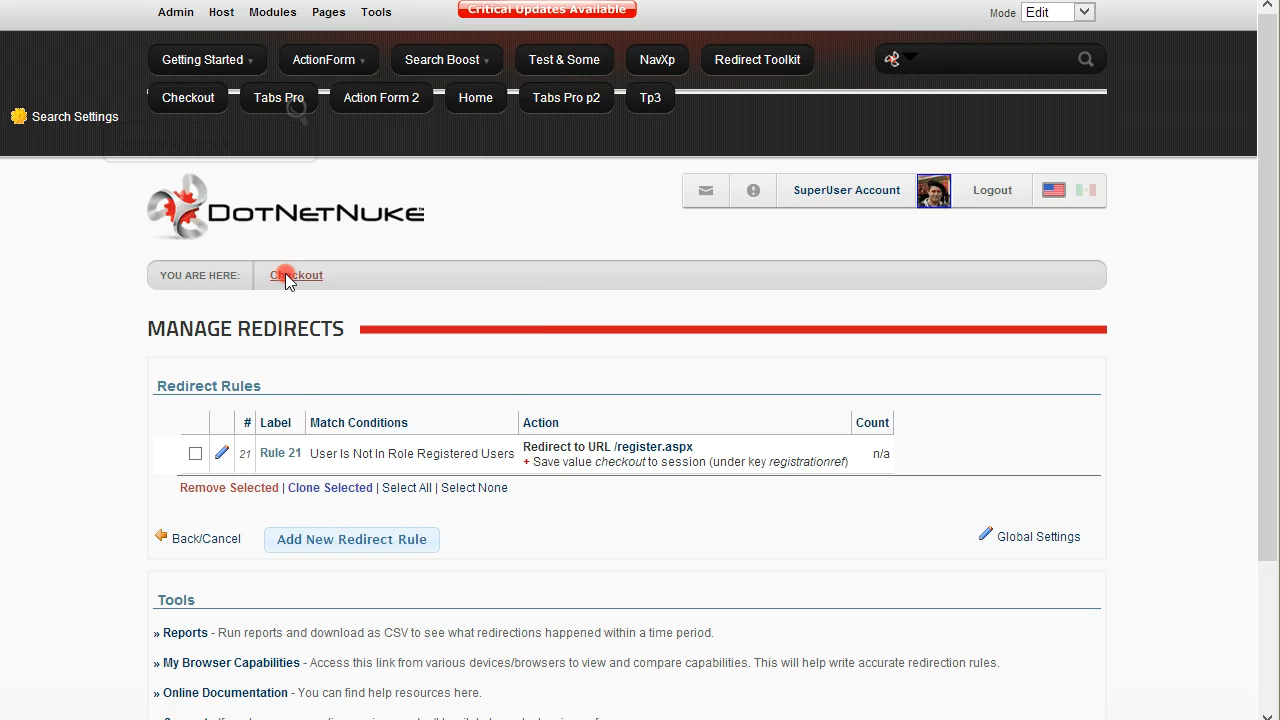 Admin Host Modules Pages Tools Critical Updates Available Mode Edit
Getting Started ActionForm Search Boost Test & Some NavXp Redirect Toolkit
Checkout Tabs Pro Action Form 2 Home Tabs Pro p2 Tp3
Search Settings
DOTNETNUKE
SuperUser Account Logout
YOU ARE HERE: Checkout
MANAGE REDIRECTS
Redirect Rules
# Label Match Conditions Action Count
21 Rule 21 User Is Not In Role Registered Users Redirect to URL /register.aspx n/a
+ Save value checkout to session (under key registrationref)
Remove Selected | Clone Selected | Select All | Select None
Back/Cancel Add New Redirect Rule Global Settings
Tools
» Reports - Run reports and download as CSV to see what redirections happened within a time period.
» My Browser Capabilities - Access this link from various devices/browsers to view and compare capabilities. This will help write accurate redirection rules.
» Online Documentation - You can find help resources here.